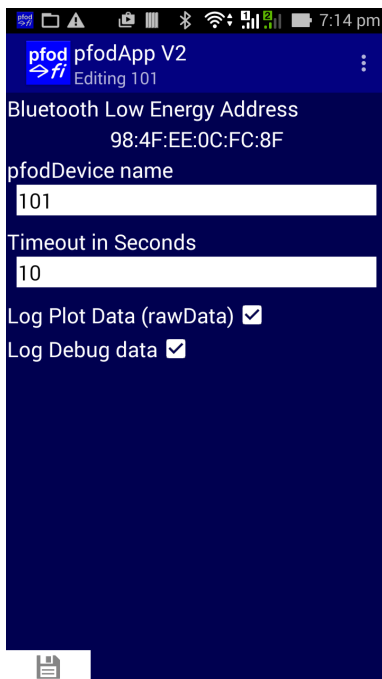 7:14 pm
pfod pfodApp V2
fi Editing 101
Bluetooth Low Energy Address
98:4F:EE:0C:FC:8F
pfodDevice name
101
Timeout in Seconds
10
Log Plot Data (rawData)
Log Debug data